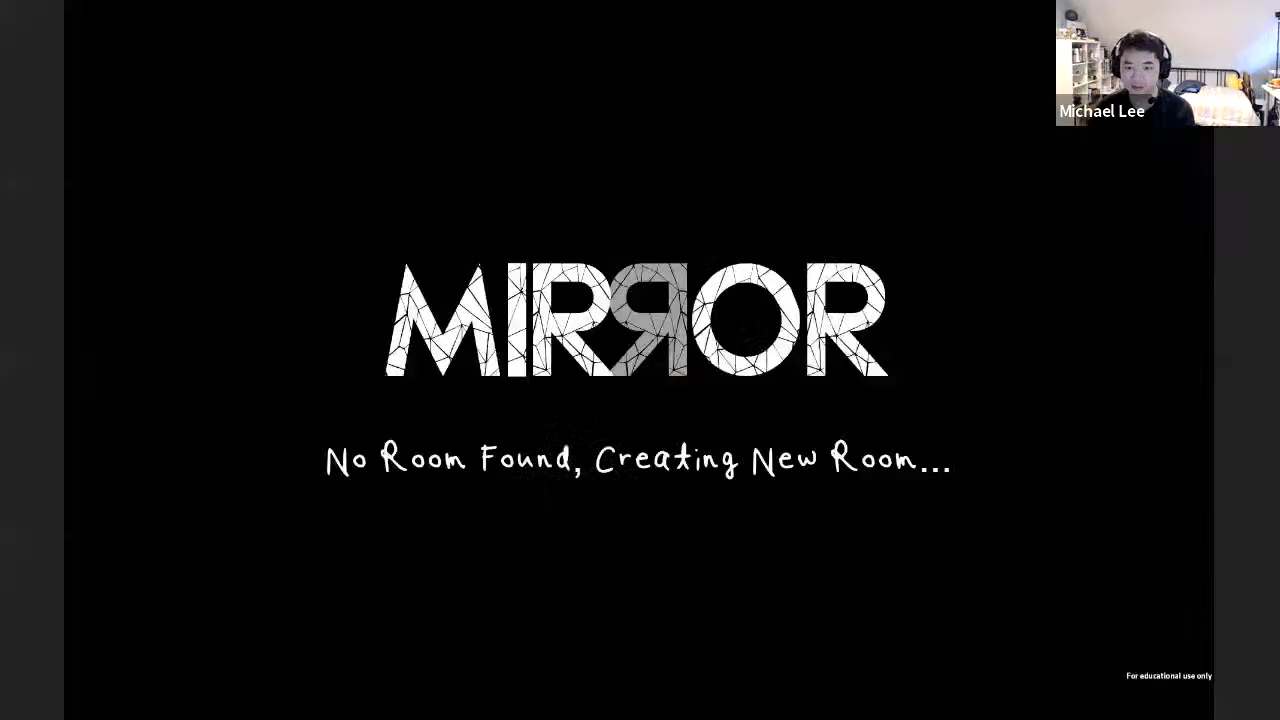 Michael Lee
MIRROR
No Room Found, Creating New Room...
For educational use only